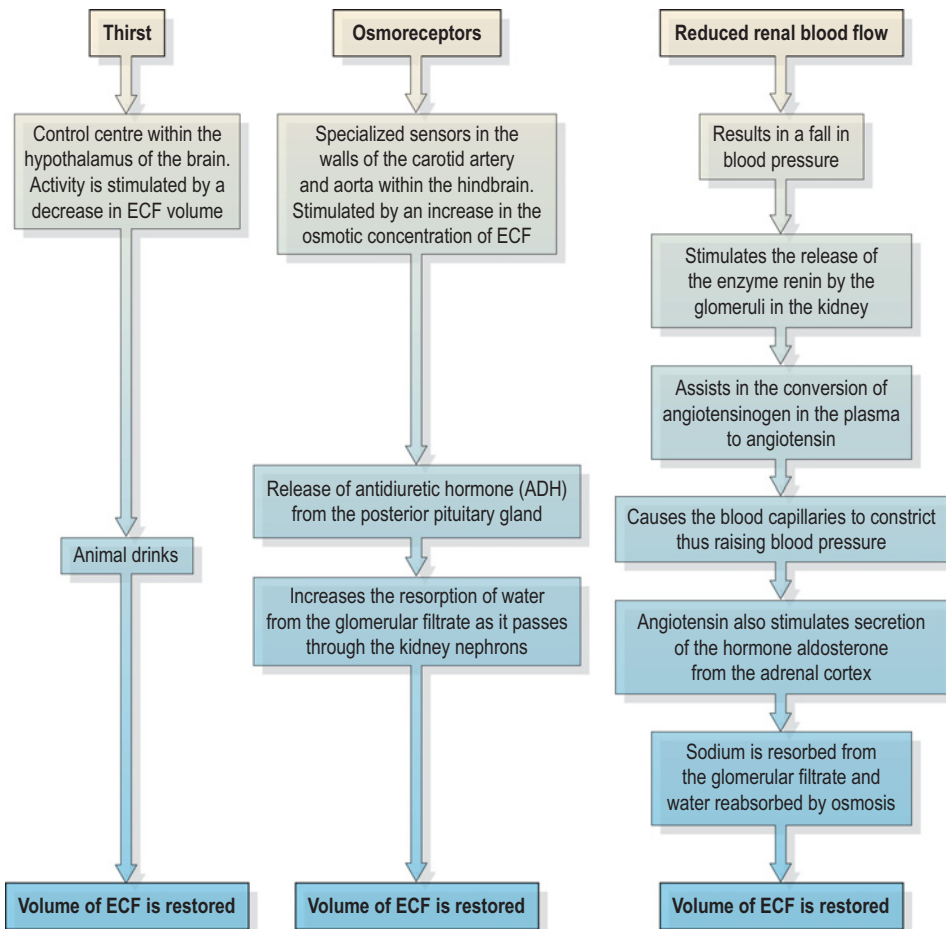 Thirst
Control centre within the
hypothalamus of the brain.
Activity is stimulated by a
decrease in ECF volume
Animal drinks
Volume of ECF is restored
Osmoreceptors
Specialized sensors in the
walls of the carotid artery
and aorta within the hindbrain.
Stimulated by an increase in the
osmotic concentration of ECF
Release of antidiuretic hormone (ADH)
from the posterior pituitary gland
Increases the resorption of water
from the glomerular filtrate as it passes
through the kidney nephrons
Volume of ECF is restored
Reduced renal blood flow
Results in a fall in
blood pressure
Stimulates the release of
the enzyme renin by the
glomeruli in the kidney
Assists in the conversion of
angiotensinogen in the plasma
to angiotensin
Causes the blood capillaries to constrict
thus raising blood pressure
Angiotensin also stimulates secretion
of the hormone aldosterone
from the adrenal cortex
Sodium is resorbed from
the glomerular filtrate and
water reabsorbed by osmosis
Volume of ECF is restored